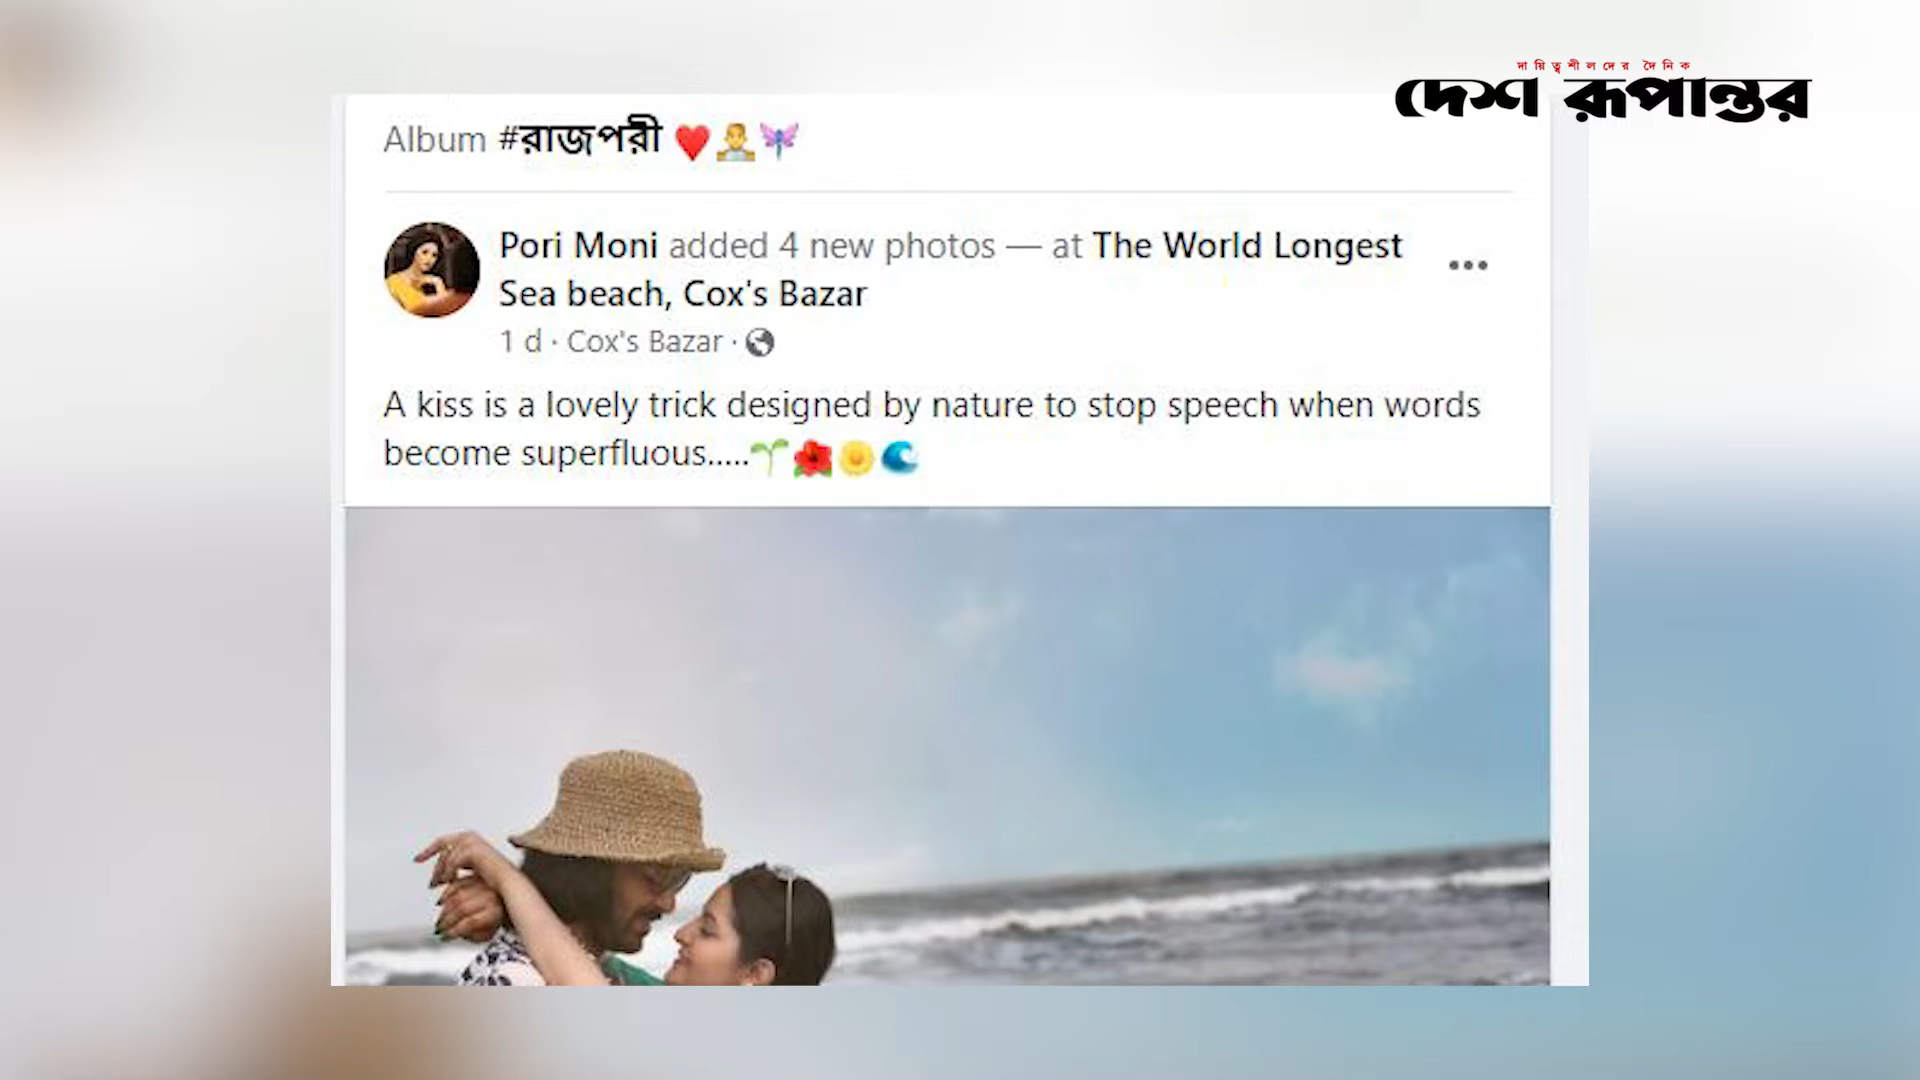 দায়িত্বশীলদের দৈনিক
দেশ রূপান্তর
Album #রাজপরী
Pori Moni added 4 new photos — at The World Longest
Sea beach, Cox's Bazar
1 d · Cox's Bazar ·
A kiss is a lovely trick designed by nature to stop speech when words
become superfluous.....